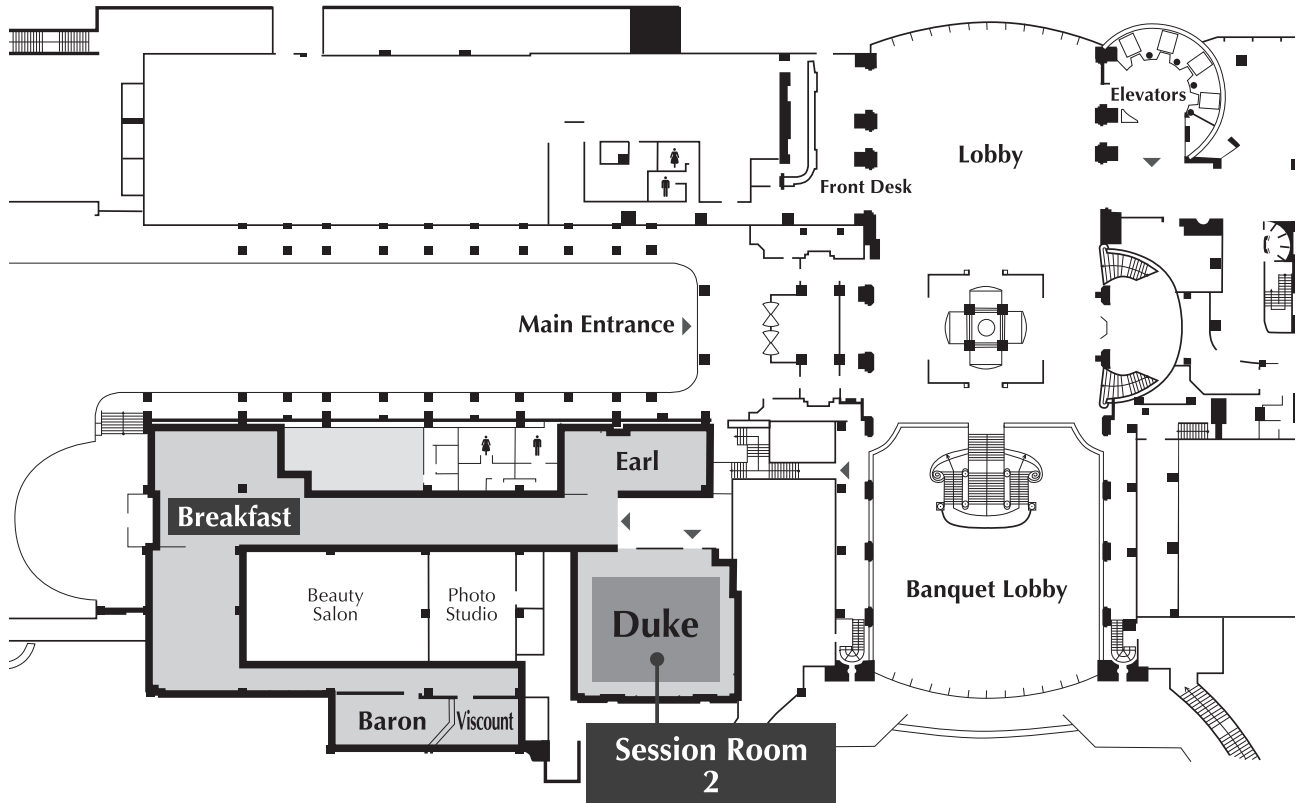 Elevators
Lobby
Front Desk
Main Entrance
Earl
Breakfast
Beauty
Salon
Photo
Studio
Duke
Banquet Lobby
Baron
Viscount
Session Room
2